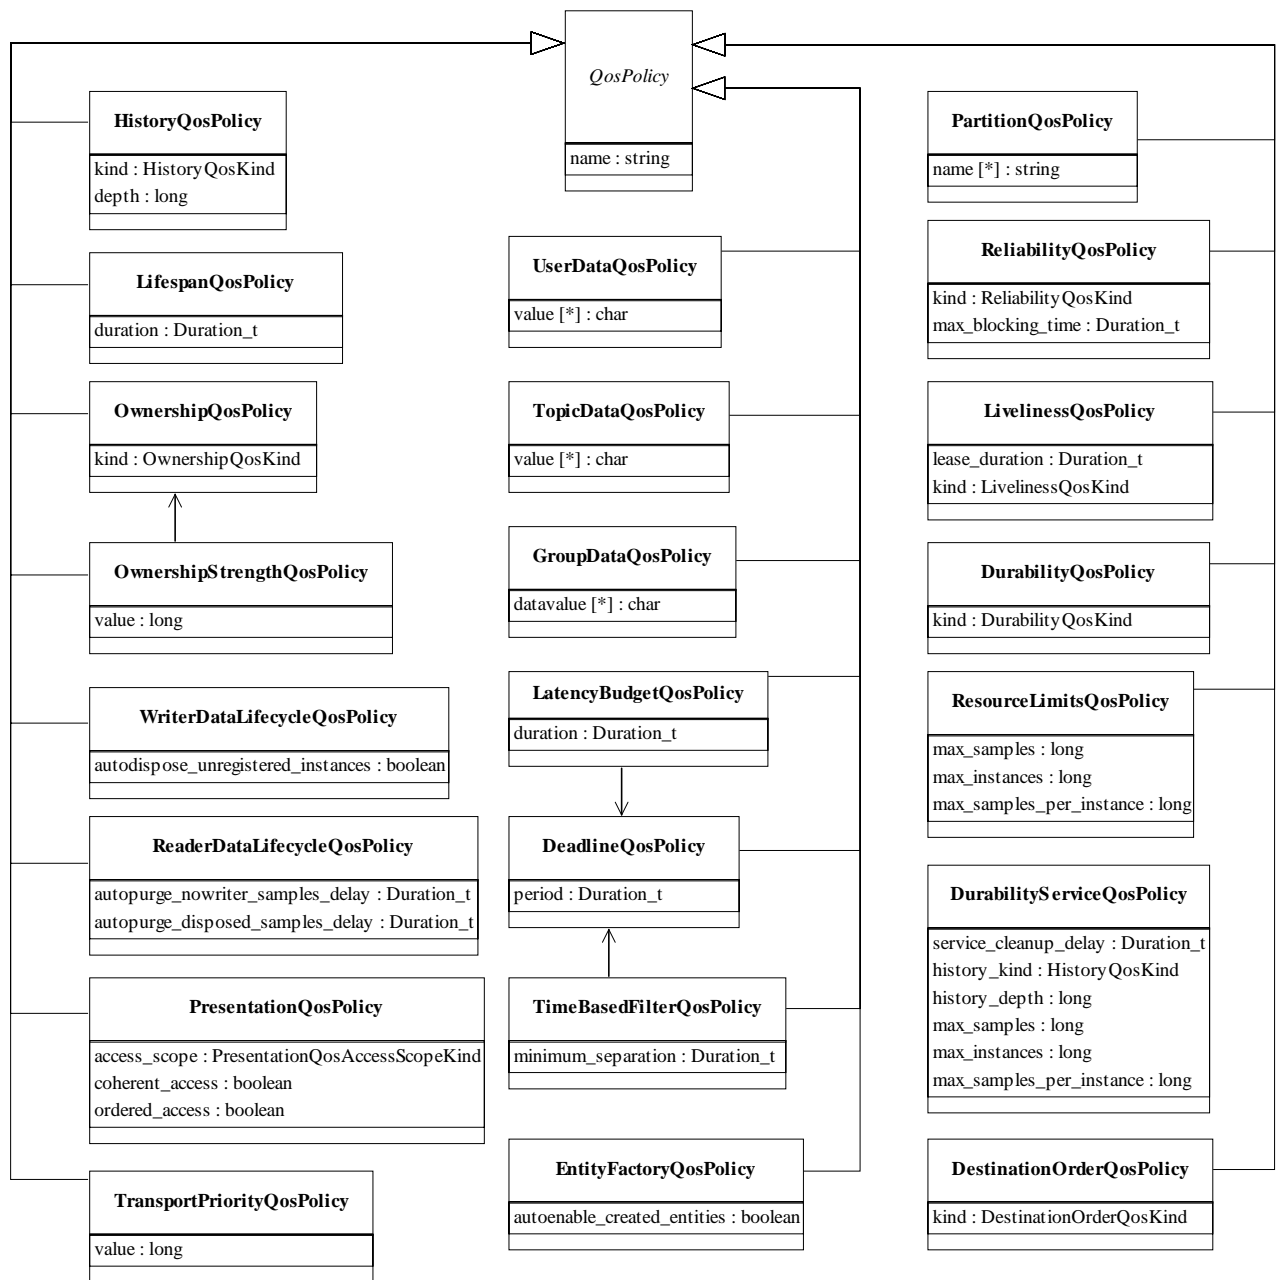 QosPolicy
name : string
HistoryQosPolicy
kind : HistoryQosKind
depth : long
LifespanQosPolicy
duration : Duration_t
OwnershipQosPolicy
kind : OwnershipQosKind
OwnershipStrengthQosPolicy
value : long
WriterDataLifecycleQosPolicy
autodispose_unregistered_instances : boolean
ReaderDataLifecycleQosPolicy
autopurge_nowriter_samples_delay : Duration_t
autopurge_disposed_samples_delay : Duration_t
PresentationQosPolicy
access_scope : PresentationQosAccessScopeKind
coherent_access : boolean
ordered_access : boolean
TransportPriorityQosPolicy
value : long
UserDataQosPolicy
value [*] : char
TopicDataQosPolicy
value [*] : char
GroupDataQosPolicy
datavalue [*] : char
LatencyBudgetQosPolicy
duration : Duration_t
DeadlineQosPolicy
period : Duration_t
TimeBasedFilterQosPolicy
minimum_separation : Duration_t
EntityFactoryQosPolicy
autoenable_created_entities : boolean
PartitionQosPolicy
name [*] : string
ReliabilityQosPolicy
kind : ReliabilityQosKind
max_blocking_time : Duration_t
LivelinessQosPolicy
lease_duration : Duration_t
kind : LivelinessQosKind
DurabilityQosPolicy
kind : DurabilityQosKind
ResourceLimitsQosPolicy
max_samples : long
max_instances : long
max_samples_per_instance : long
DurabilityServiceQosPolicy
service_cleanup_delay : Duration_t
history_kind : HistoryQosKind
history_depth : long
max_samples : long
max_instances : long
max_samples_per_instance : long
DestinationOrderQosPolicy
kind : DestinationOrderQosKind